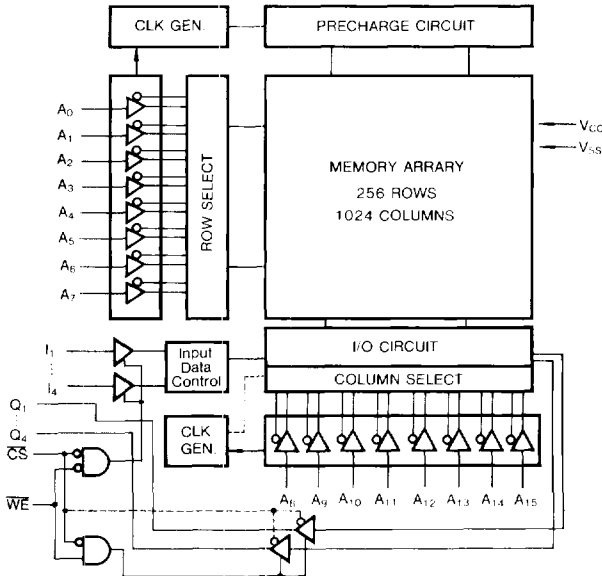 CLK GEN.
PRECHARGE CIRCUIT
A0
A1
A2
A3
A4
A5
A6
A7
ROW SELECT
MEMORY ARRARY
256 ROWS
1024 COLUMNS
VCC
VSS
I1
I4
Input
Data
Control
I/O CIRCUIT
COLUMN SELECT
Q1
Q4
CLK
GEN.
CS
WE
A8 A9 A10 A11 A12 A13 A14 A15